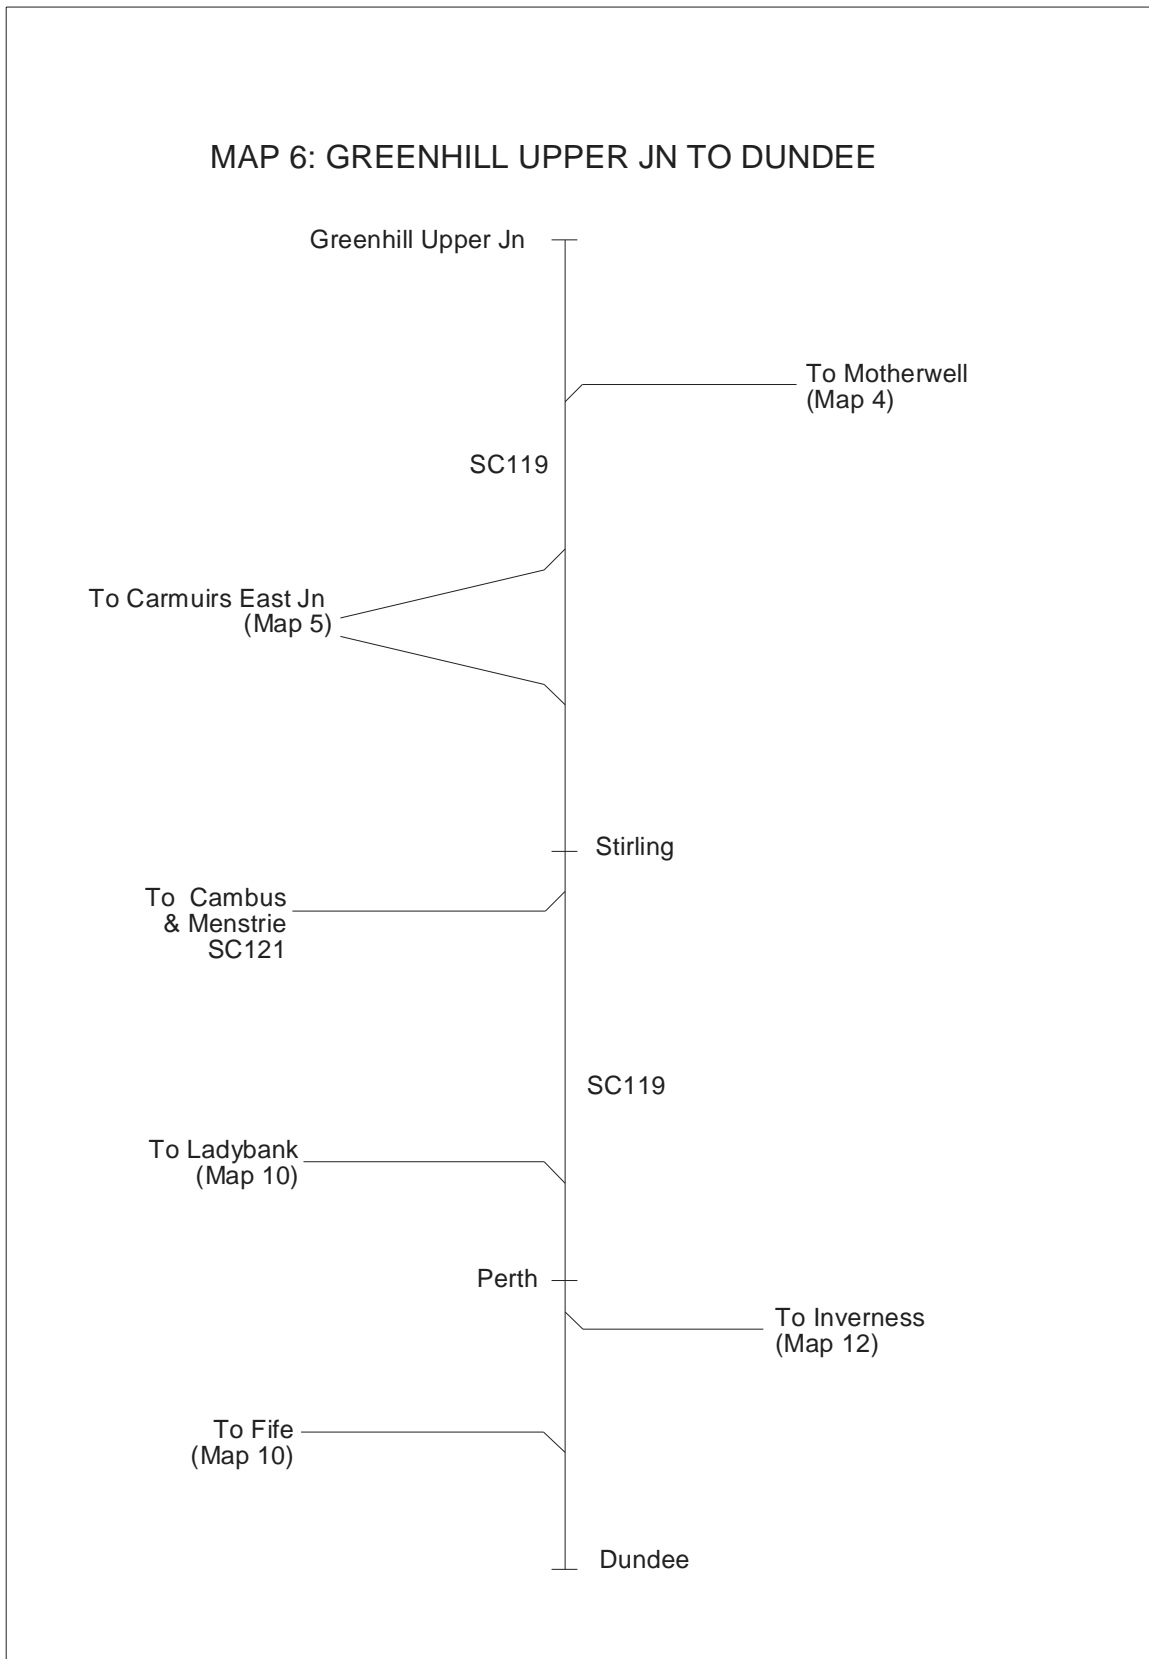 MAP 6: GREENHILL UPPER JN TO DUNDEE
Greenhill Upper Jn
To Motherwell
(Map 4)
SC119
To Carmuirs East Jn
(Map 5)
Stirling
To Cambus
& Menstrie
SC121
SC119
To Ladybank
(Map 10)
Perth
To Inverness
(Map 12)
To Fife
(Map 10)
Dundee